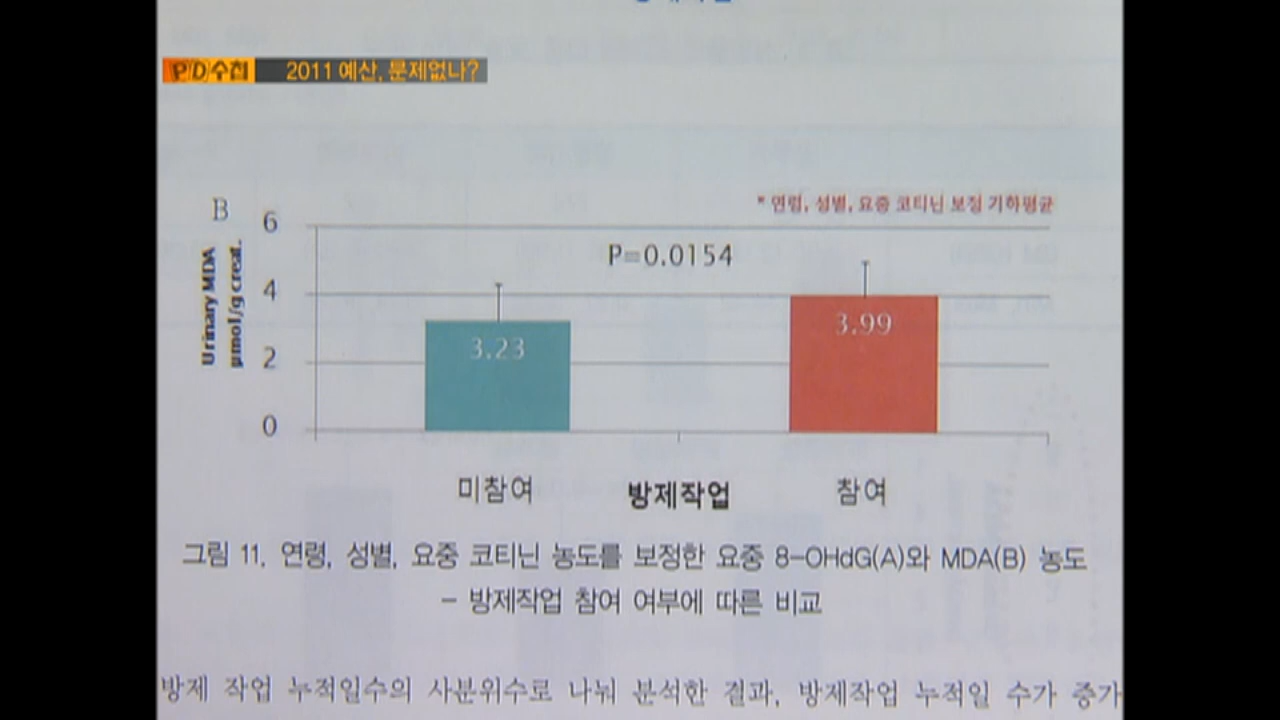 PD수첩 2011 예산, 문제없나?
B
* 연령, 성별, 요중 코티닌 보정 기하평균
Urinary MDA
μmol/g creat.
6
4
2
0
P=0.0154
3.23
3.99
미참여 방제작업 참여
그림 11. 연령, 성별, 요중 코티닌 농도를 보정한 요중 8-OHdG(A)와 MDA(B) 농도
- 방제작업 참여 여부에 따른 비교
방제 작업 누적일수의 사분위수로 나눠 분석한 결과, 방제작업 누적일 수가 증가